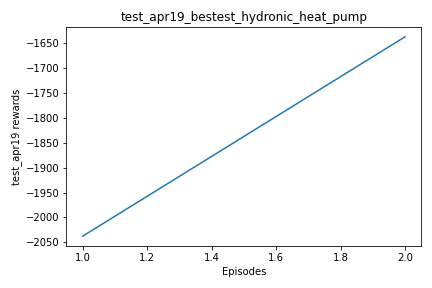 test_apr19_bestest_hydronic_heat_pump
−1650
−1700
−1750
−1800
−1850
−1900
−1950
−2000
−2050
test_apr19 rewards
1.0 1.2 1.4 1.6 1.8 2.0
Episodes